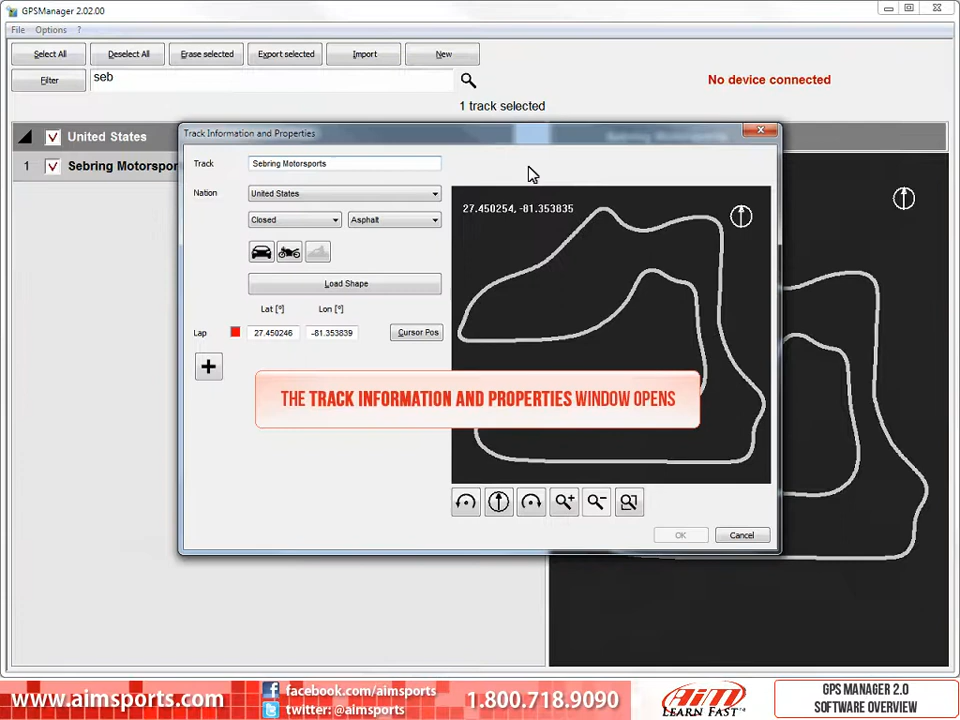 GPSManager 2.02.00
File Options ?
Select All Deselect All Erase selected Export selected Import New
Filter seb No device connected
1 track selected
United States
1 Sebring Motorspor
Track Information and Properties
Track Sebring Motorsports
Nation United States
Closed Asphalt
27.450254, -81.353835
Load Shape
Lat [º] Lon [º]
Lap 27.450246 -81.353839 Cursor Pos
THE TRACK INFORMATION AND PROPERTIES WINDOW OPENS
OK Cancel
www.aimsports.com
facebook.com/aimsports
twitter: @aimsports
1.800.718.9090
AiM
LEARN FAST™
GPS MANAGER 2.0
SOFTWARE OVERVIEW